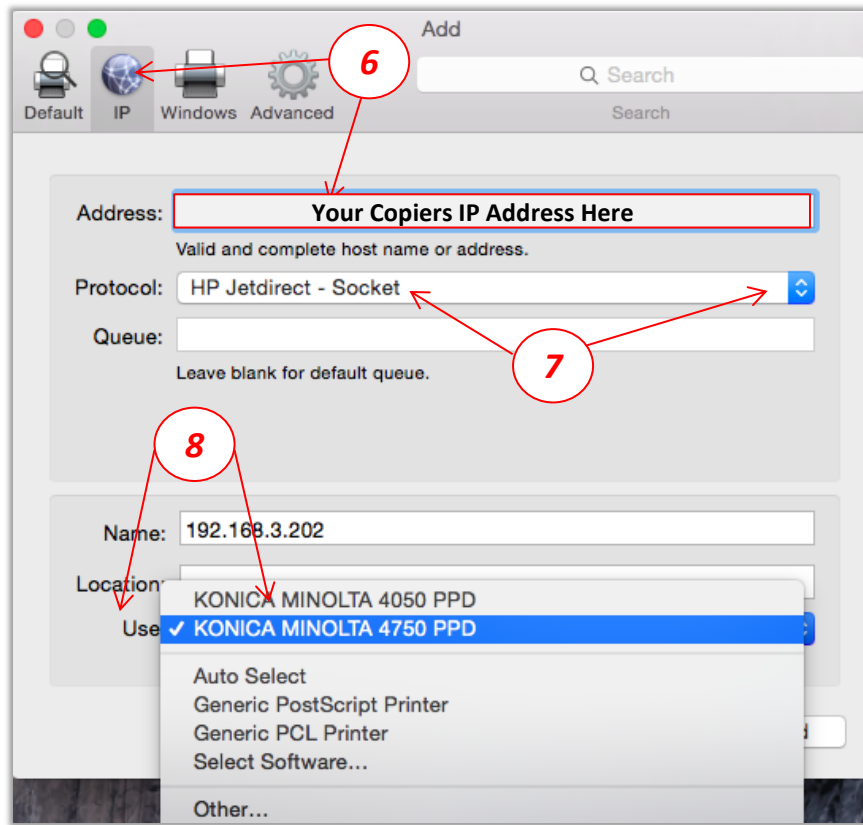 Add
6
Search
Default IP Windows Advanced
Search
Address: Your Copiers IP Address Here
Valid and complete host name or address.
Protocol: HP Jetdirect - Socket
Queue:
7
Leave blank for default queue.
8
Name: 192.168.3.202
Location:
KONICA MINOLTA 4050 PPD
Use ✓ KONICA MINOLTA 4750 PPD
Auto Select
Generic PostScript Printer
Generic PCL Printer
Select Software...
Other...